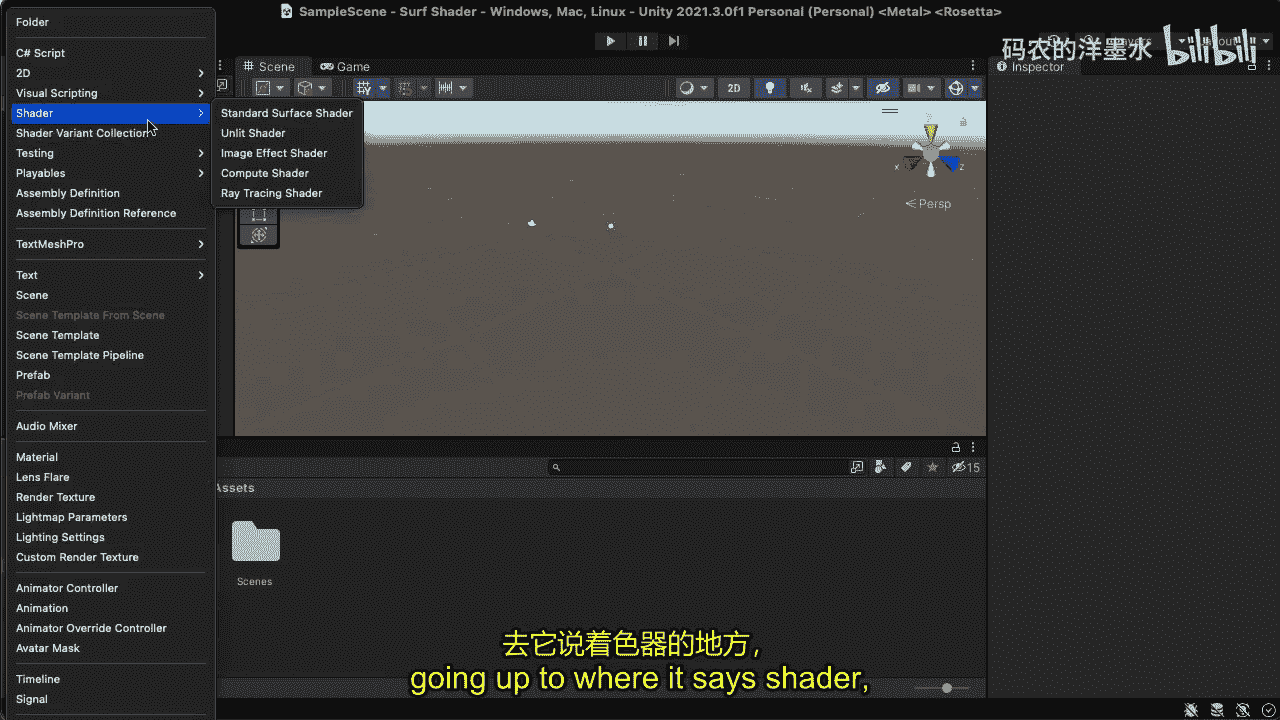 SampleScene - Surf Shader - Windows, Mac, Linux - Unity 2021.3.0f1 Personal (Personal) <Metal> <Rosetta>
码农的洋墨水 bilibili
Folder
C# Script
2D
Visual Scripting
Shader
Shader Variant Collection
Testing
Playables
Assembly Definition
Assembly Definition Reference
TextMeshPro
Text
Scene
Scene Template From Scene
Scene Template
Scene Template Pipeline
Prefab
Prefab Variant
Audio Mixer
Material
Lens Flare
Render Texture
Lightmap Parameters
Lighting Settings
Custom Render Texture
Animator Controller
Animation
Animator Override Controller
Avatar Mask
Timeline
Signal
Standard Surface Shader
Unlit Shader
Image Effect Shader
Compute Shader
Ray Tracing Shader
Scene Game
2D
x z
Persp
Inspector
15
Assets
Scenes
去它说着色器的地方，
going up to where it says shader,